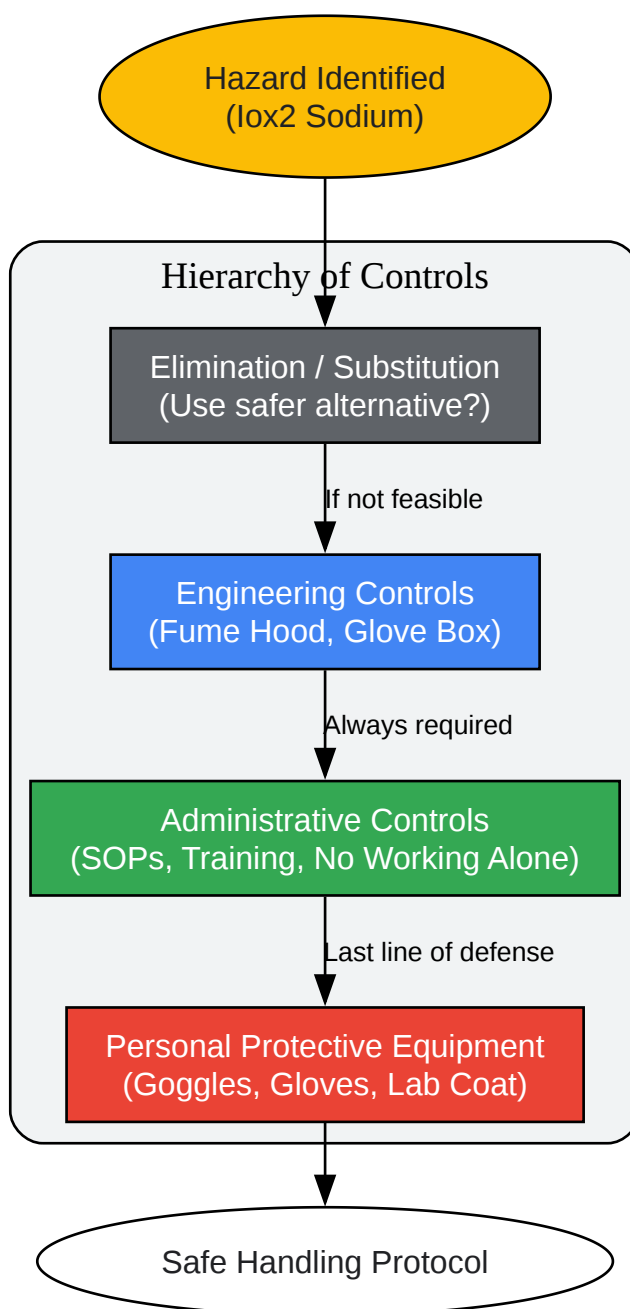 Hazard Identified
(Iox2 Sodium)
Hierarchy of Controls
Elimination / Substitution
(Use safer alternative?)
If not feasible
Engineering Controls
(Fume Hood, Glove Box)
Always required
Administrative Controls
(SOPs, Training, No Working Alone)
Last line of defense
Personal Protective Equipment
(Goggles, Gloves, Lab Coat)
Safe Handling Protocol